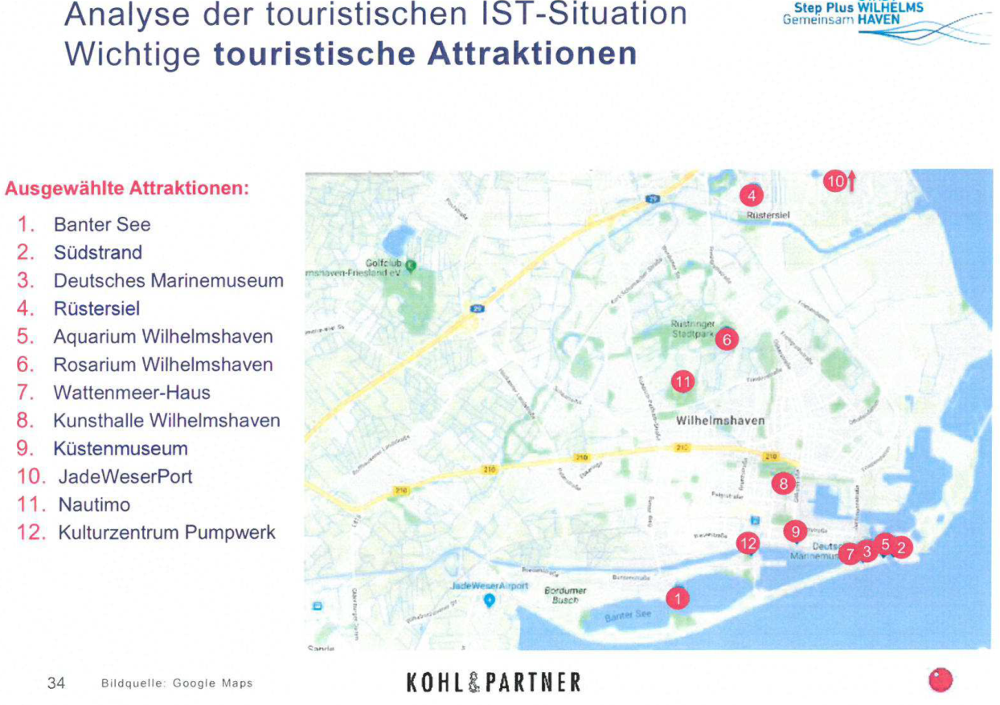 Analyse der touristischen IST-Situation
Wichtige touristische Attraktionen
Step Plus WILHELMS
Gemeinsam HAVEN
Ausgewählte Attraktionen:
1. Banter See
2. Südstrand
3. Deutsches Marinemuseum
4. Rüstersiel
5. Aquarium Wilhelmshaven
6. Rosarium Wilhelmshaven
7. Wattenmeer-Haus
8. Kunsthalle Wilhelmshaven
9. Küstenmuseum
10. JadeWeserPort
11. Nautimo
12. Kulturzentrum Pumpwerk
10
4
29
Rüstersiel
Golfclub
mshaven-Friesland eV
29
Rüstringer
Stadtpark
6
11
Wilhelmshaven
210
210
210
210
210
8
9
12
Deutsc
Marinemus
7 3 5 2
JadeWeserAirport
Bordumer
Busch
1
Banter See
Sande
34
Bildquelle: Google Maps
KOHL & PARTNER